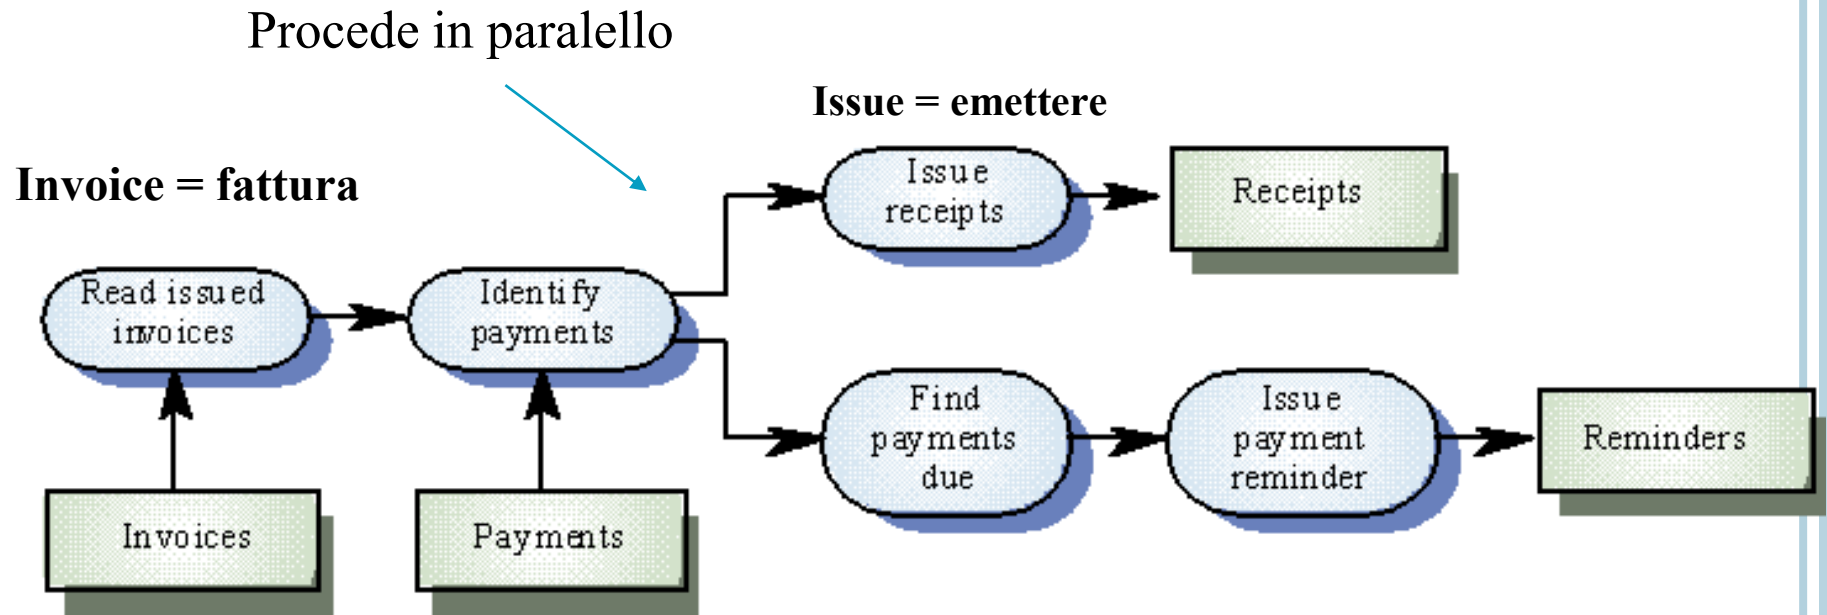 Procede in paralello
Issue = emettere
Invoice = fattura
Issue
receipts
Receipts
Read issued
invoices
Identify
payments
Find
payments
due
Issue
payment
reminder
Reminders
Invoices
Payments